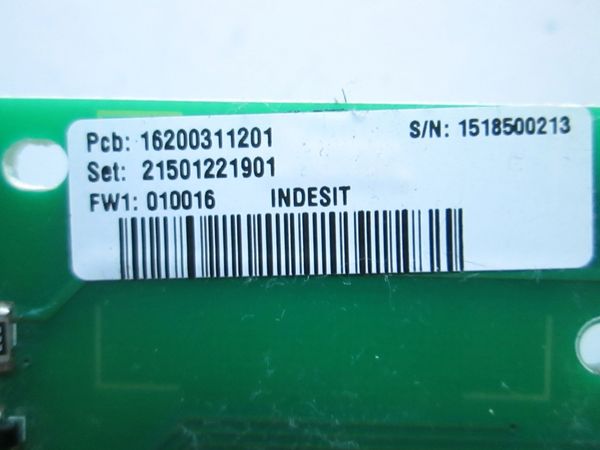 Pcb: 16200311201 S/N: 1518500213
Set: 21501221901
FW1: 010016 INDESIT